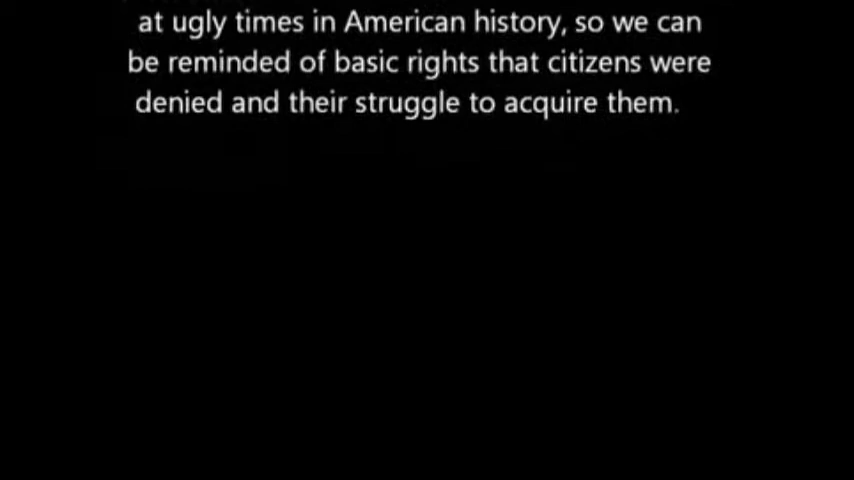 at ugly times in American history, so we can
be reminded of basic rights that citizens were
denied and their struggle to acquire them.